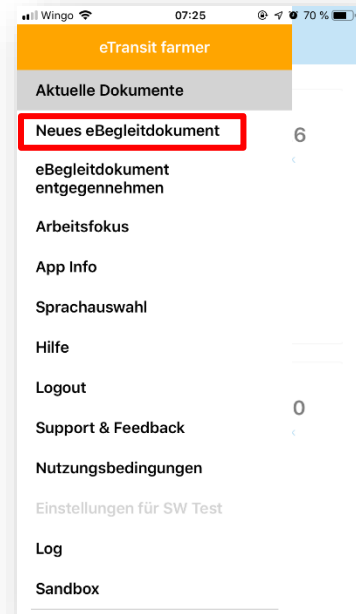 Wingo 07:25 70 %
eTransit farmer
Aktuelle Dokumente
Neues eBegleitdokument
6
eBegleitdokument
entgegennehmen
Arbeitsfokus
App Info
Sprachauswahl
Hilfe
Logout
0
Support & Feedback
Nutzungsbedingungen
Einstellungen für SW Test
Log
Sandbox